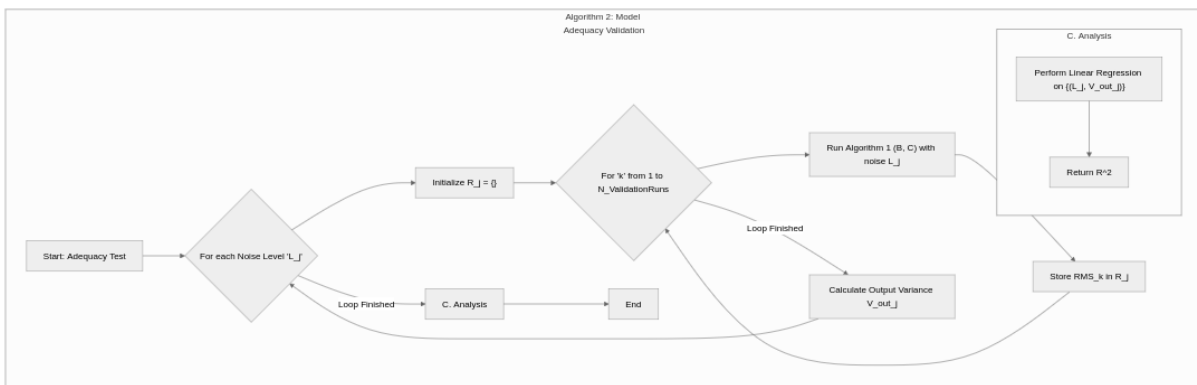 Algorithm 2: Model
Adequacy Validation
C. Analysis
Perform Linear Regression
on {(L_j, V_out_j)}
Return R^2
Run Algorithm 1 (B, C) with
noise L_j
For 'k' from 1 to
N_ValidationRuns
Initialize R_j = {}
Loop Finished
Start: Adequacy Test
For each Noise Level 'L_j'
Store RMS_k in R_j
Calculate Output Variance
V_out_j
Loop Finished
C. Analysis
End